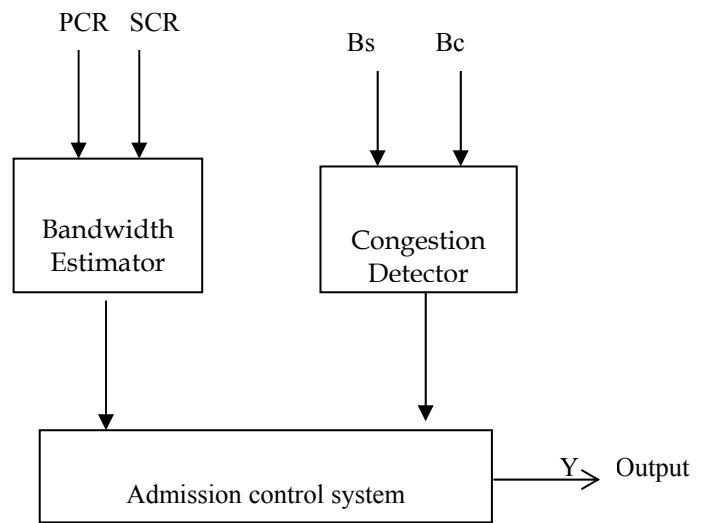 PCR SCR
Bs Bc
Bandwidth
Estimator
Congestion
Detector
Admission control system
Y Output